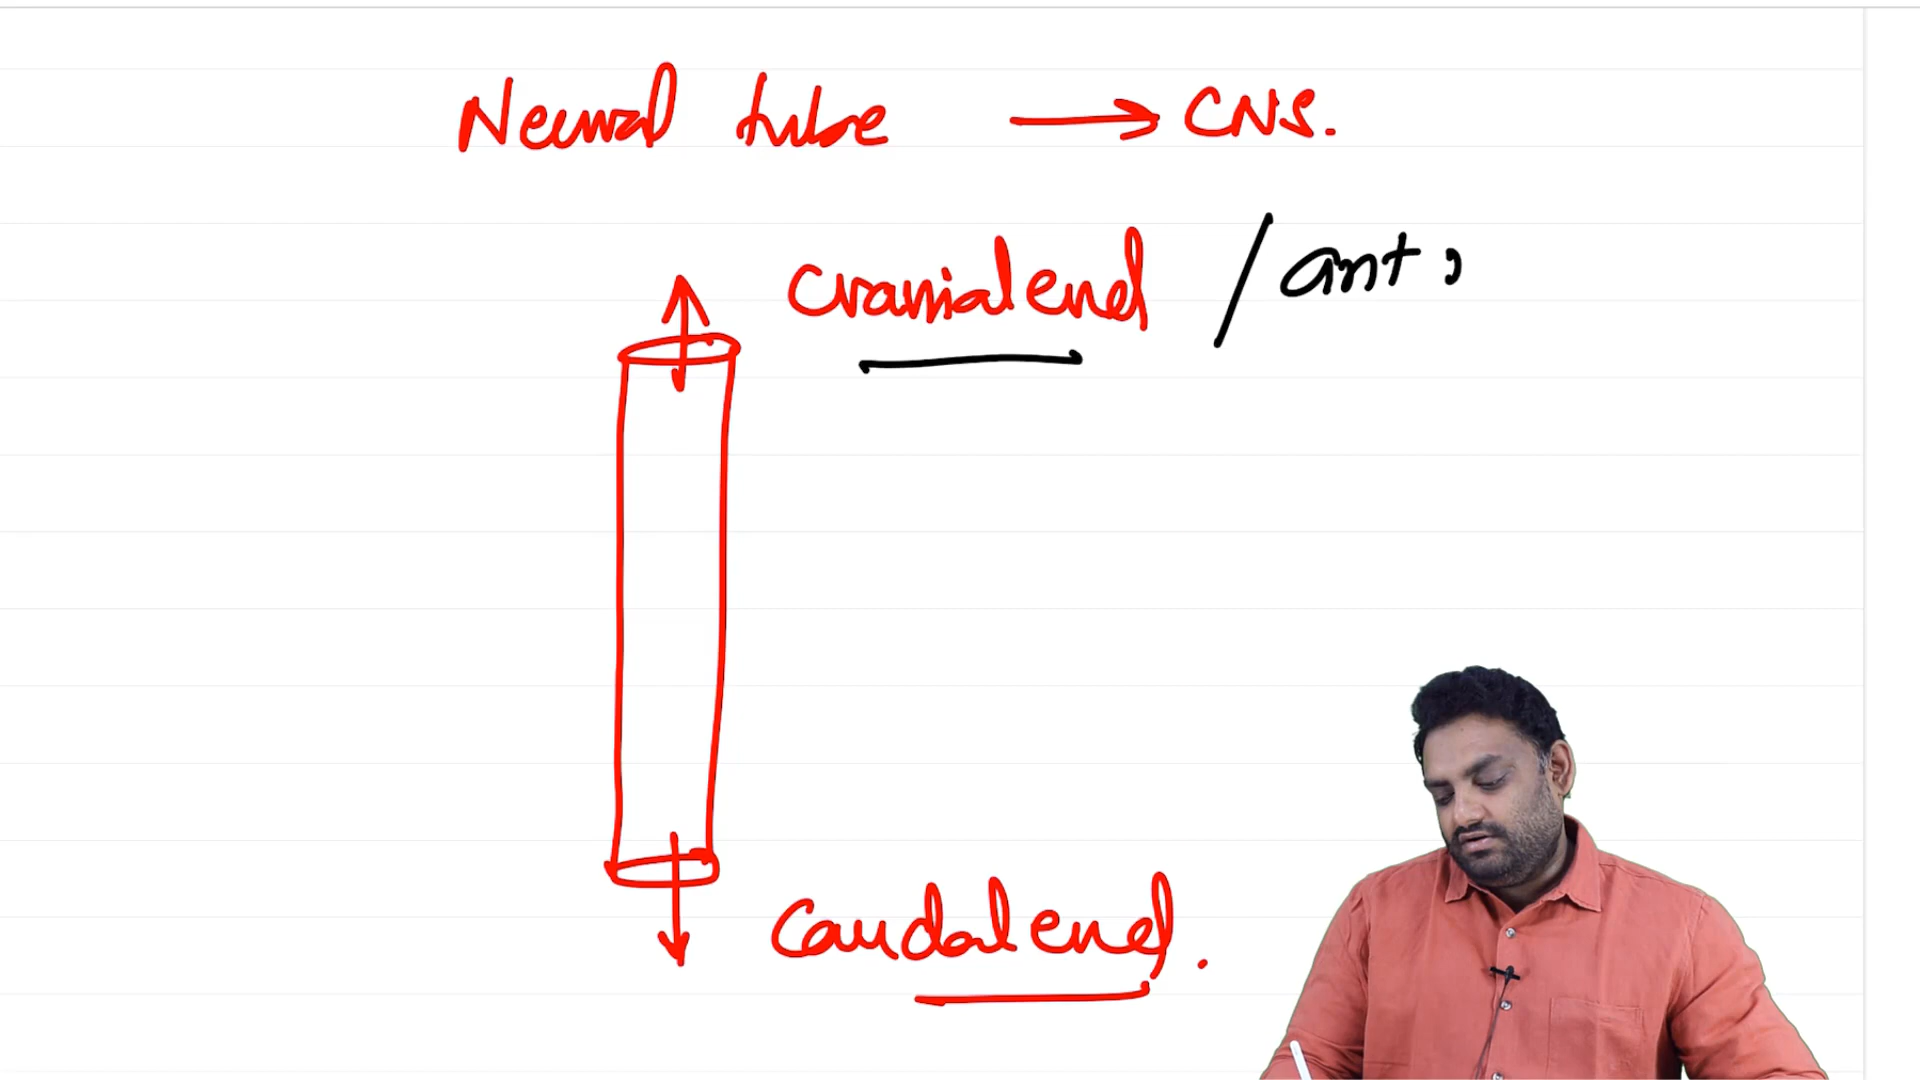 Neural tube → CNS.
cranial end / ant
Caudal end.